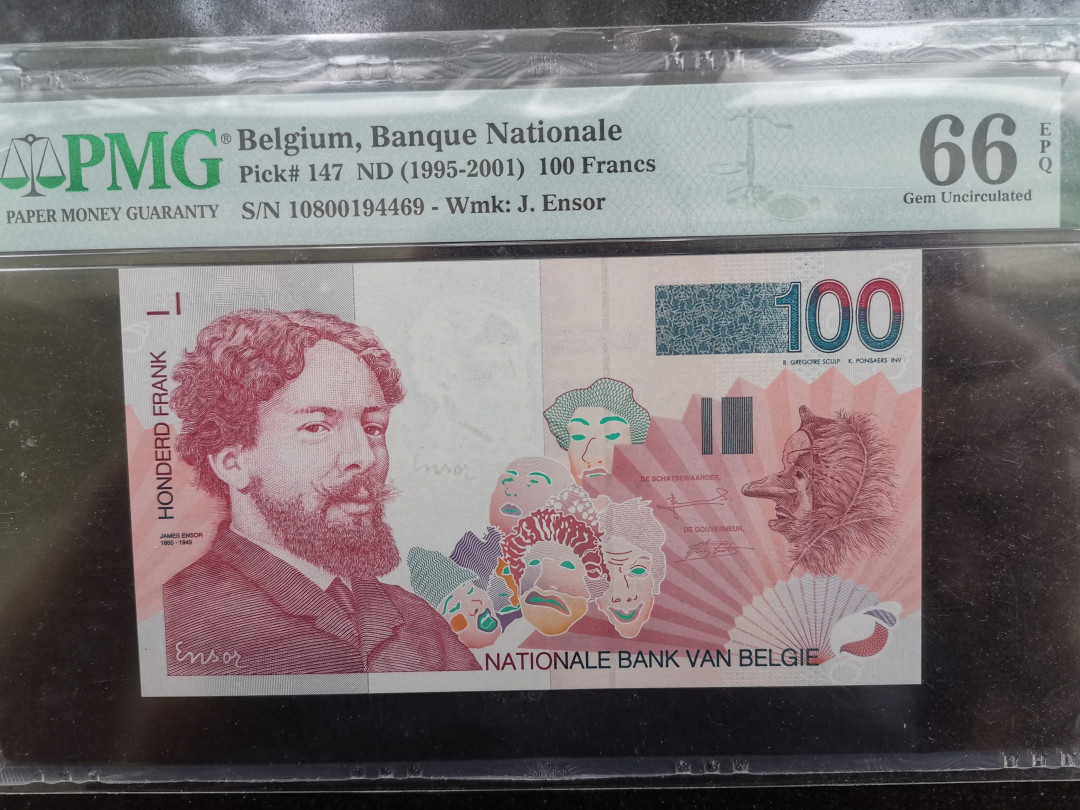 PMG®
PAPER MONEY GUARANTY
Belgium, Banque Nationale
Pick# 147 ND (1995-2001) 100 Francs
S/N 10800194469 - Wmk: J. Ensor
66
EPQ
Gem Uncirculated
100
B. GREGOIRE SCULP K. PONSAERS INV
HONDERD FRANK
Ensor
DE SCHATBEWAARDER,
DE GOUVERNEUR,
JAMES ENSOR
1860 - 1949
Ensor
NATIONALE BANK VAN BELGIE